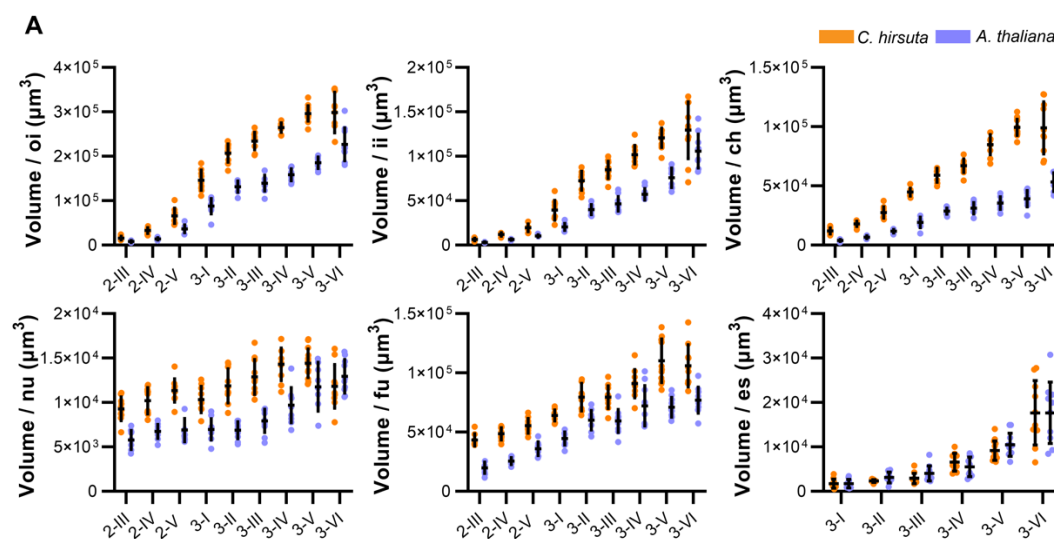 A
C. hirsuta A. thaliana
Volume / oi (µm³)
4×10⁵
3×10⁵
2×10⁵
1×10⁵
0
2-III 2-IV 2-V 3-I 3-II 3-III 3-IV 3-V 3-VI
Volume / ii (µm³)
2×10⁵
2×10⁵
1×10⁵
5×10⁴
0
2-III 2-IV 2-V 3-I 3-II 3-III 3-IV 3-V 3-VI
Volume / ch (µm³)
1×10⁵
1×10⁵
5×10⁴
0
2-III 2-IV 2-V 3-I 3-II 3-III 3-IV 3-V 3-VI
Volume / nu (µm³)
2×10⁴
1×10⁴
1×10⁴
5×10³
0
2-III 2-IV 2-V 3-I 3-II 3-III 3-IV 3-V 3-VI
Volume / fu (µm³)
1×10⁵
1×10⁵
5×10⁴
0
2-III 2-IV 2-V 3-I 3-II 3-III 3-IV 3-V 3-VI
Volume / es (µm³)
4×10⁴
3×10⁴
2×10⁴
1×10⁴
0
3-I 3-II 3-III 3-IV 3-V 3-VI